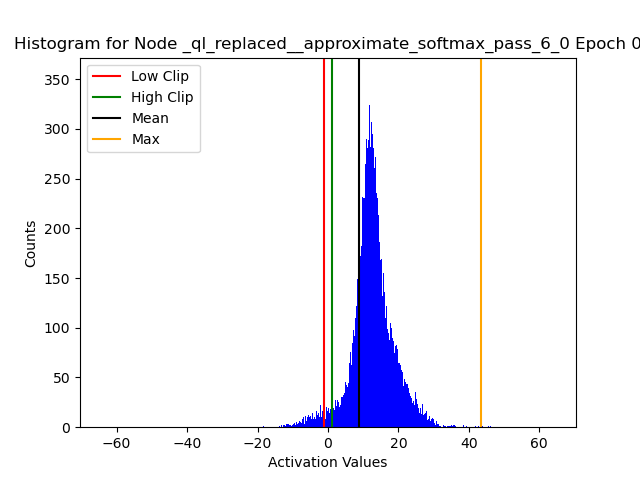 Histogram for Node _ql_replaced__approximate_softmax_pass_6_0 Epoch 0
350
300
250
200
150
100
50
0
Counts
Low Clip
High Clip
Mean
Max
−60
−40
−20
0
20
40
60
Activation Values